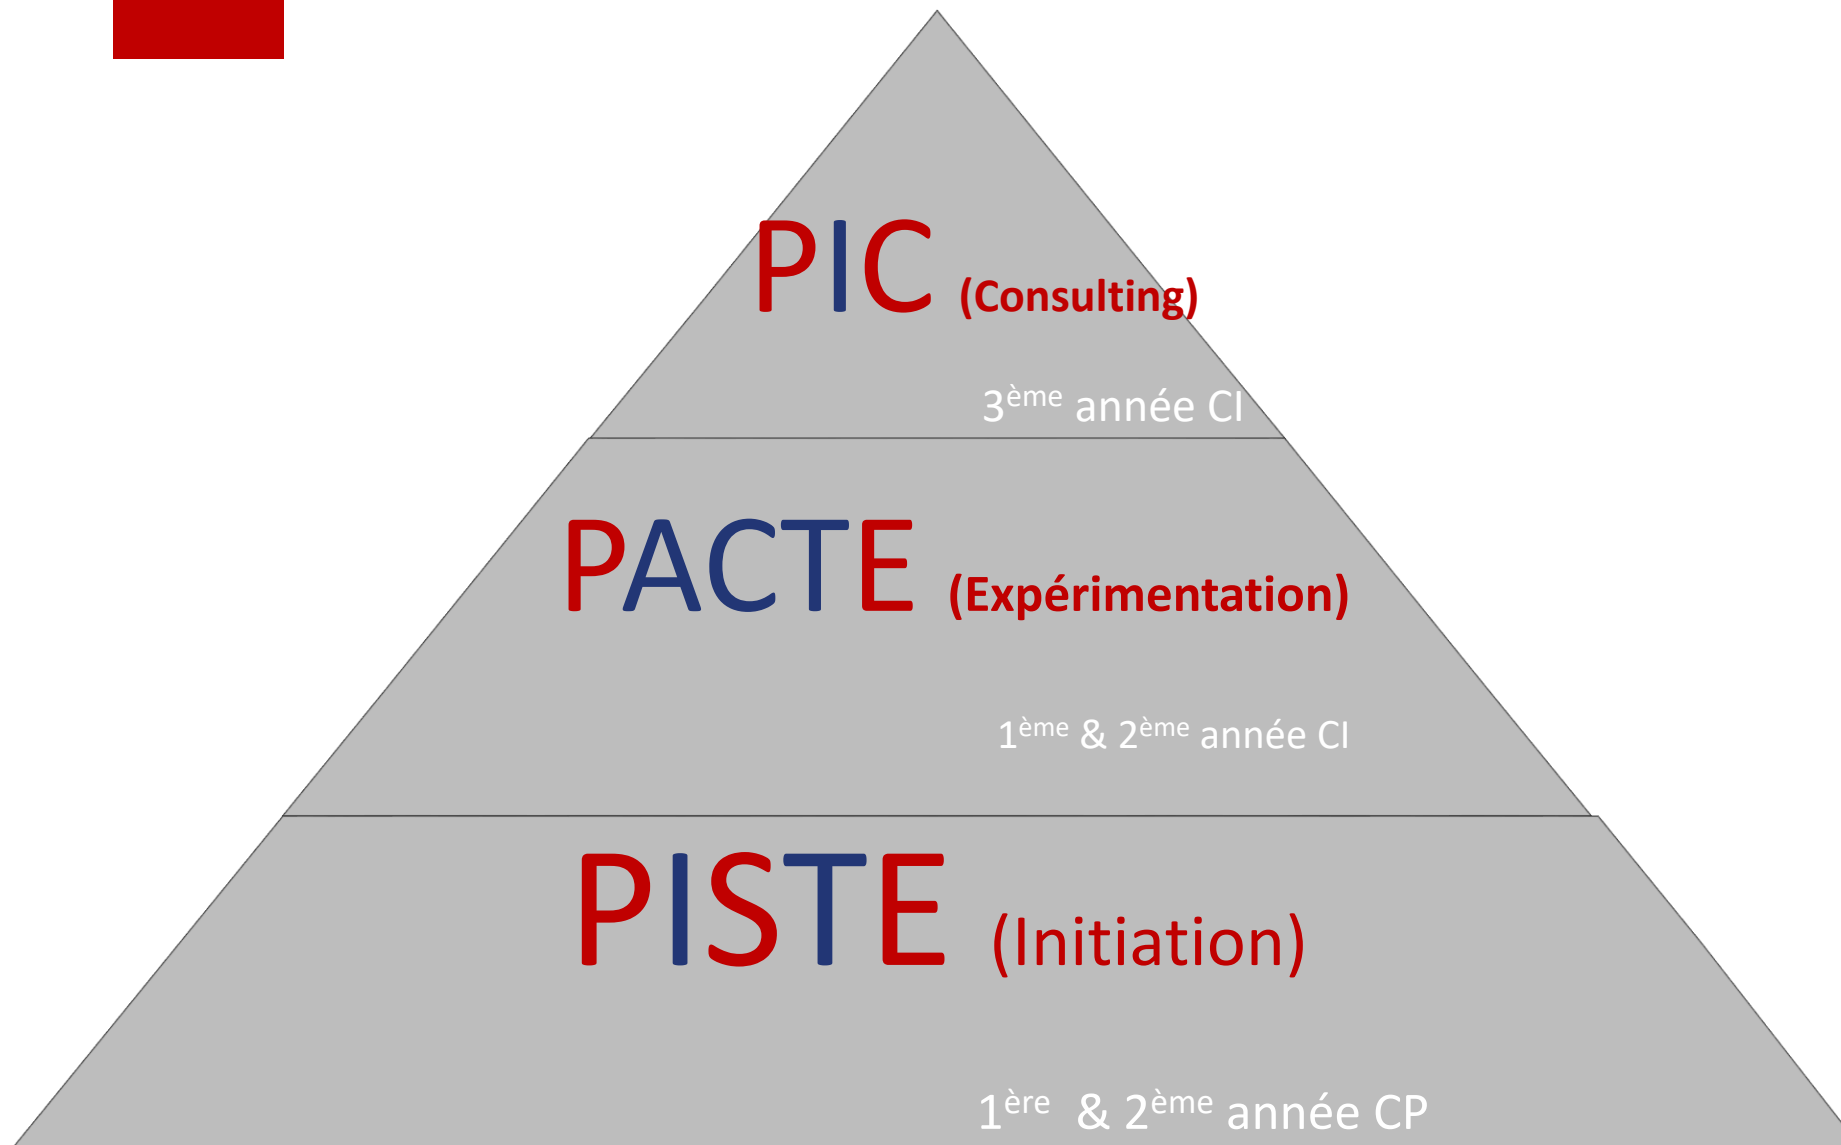 PIC (Consulting)
3ème année CI
PACTE (Expérimentation)
1ème & 2ème année CI
PISTE (Initiation)
1ère & 2ème année CP